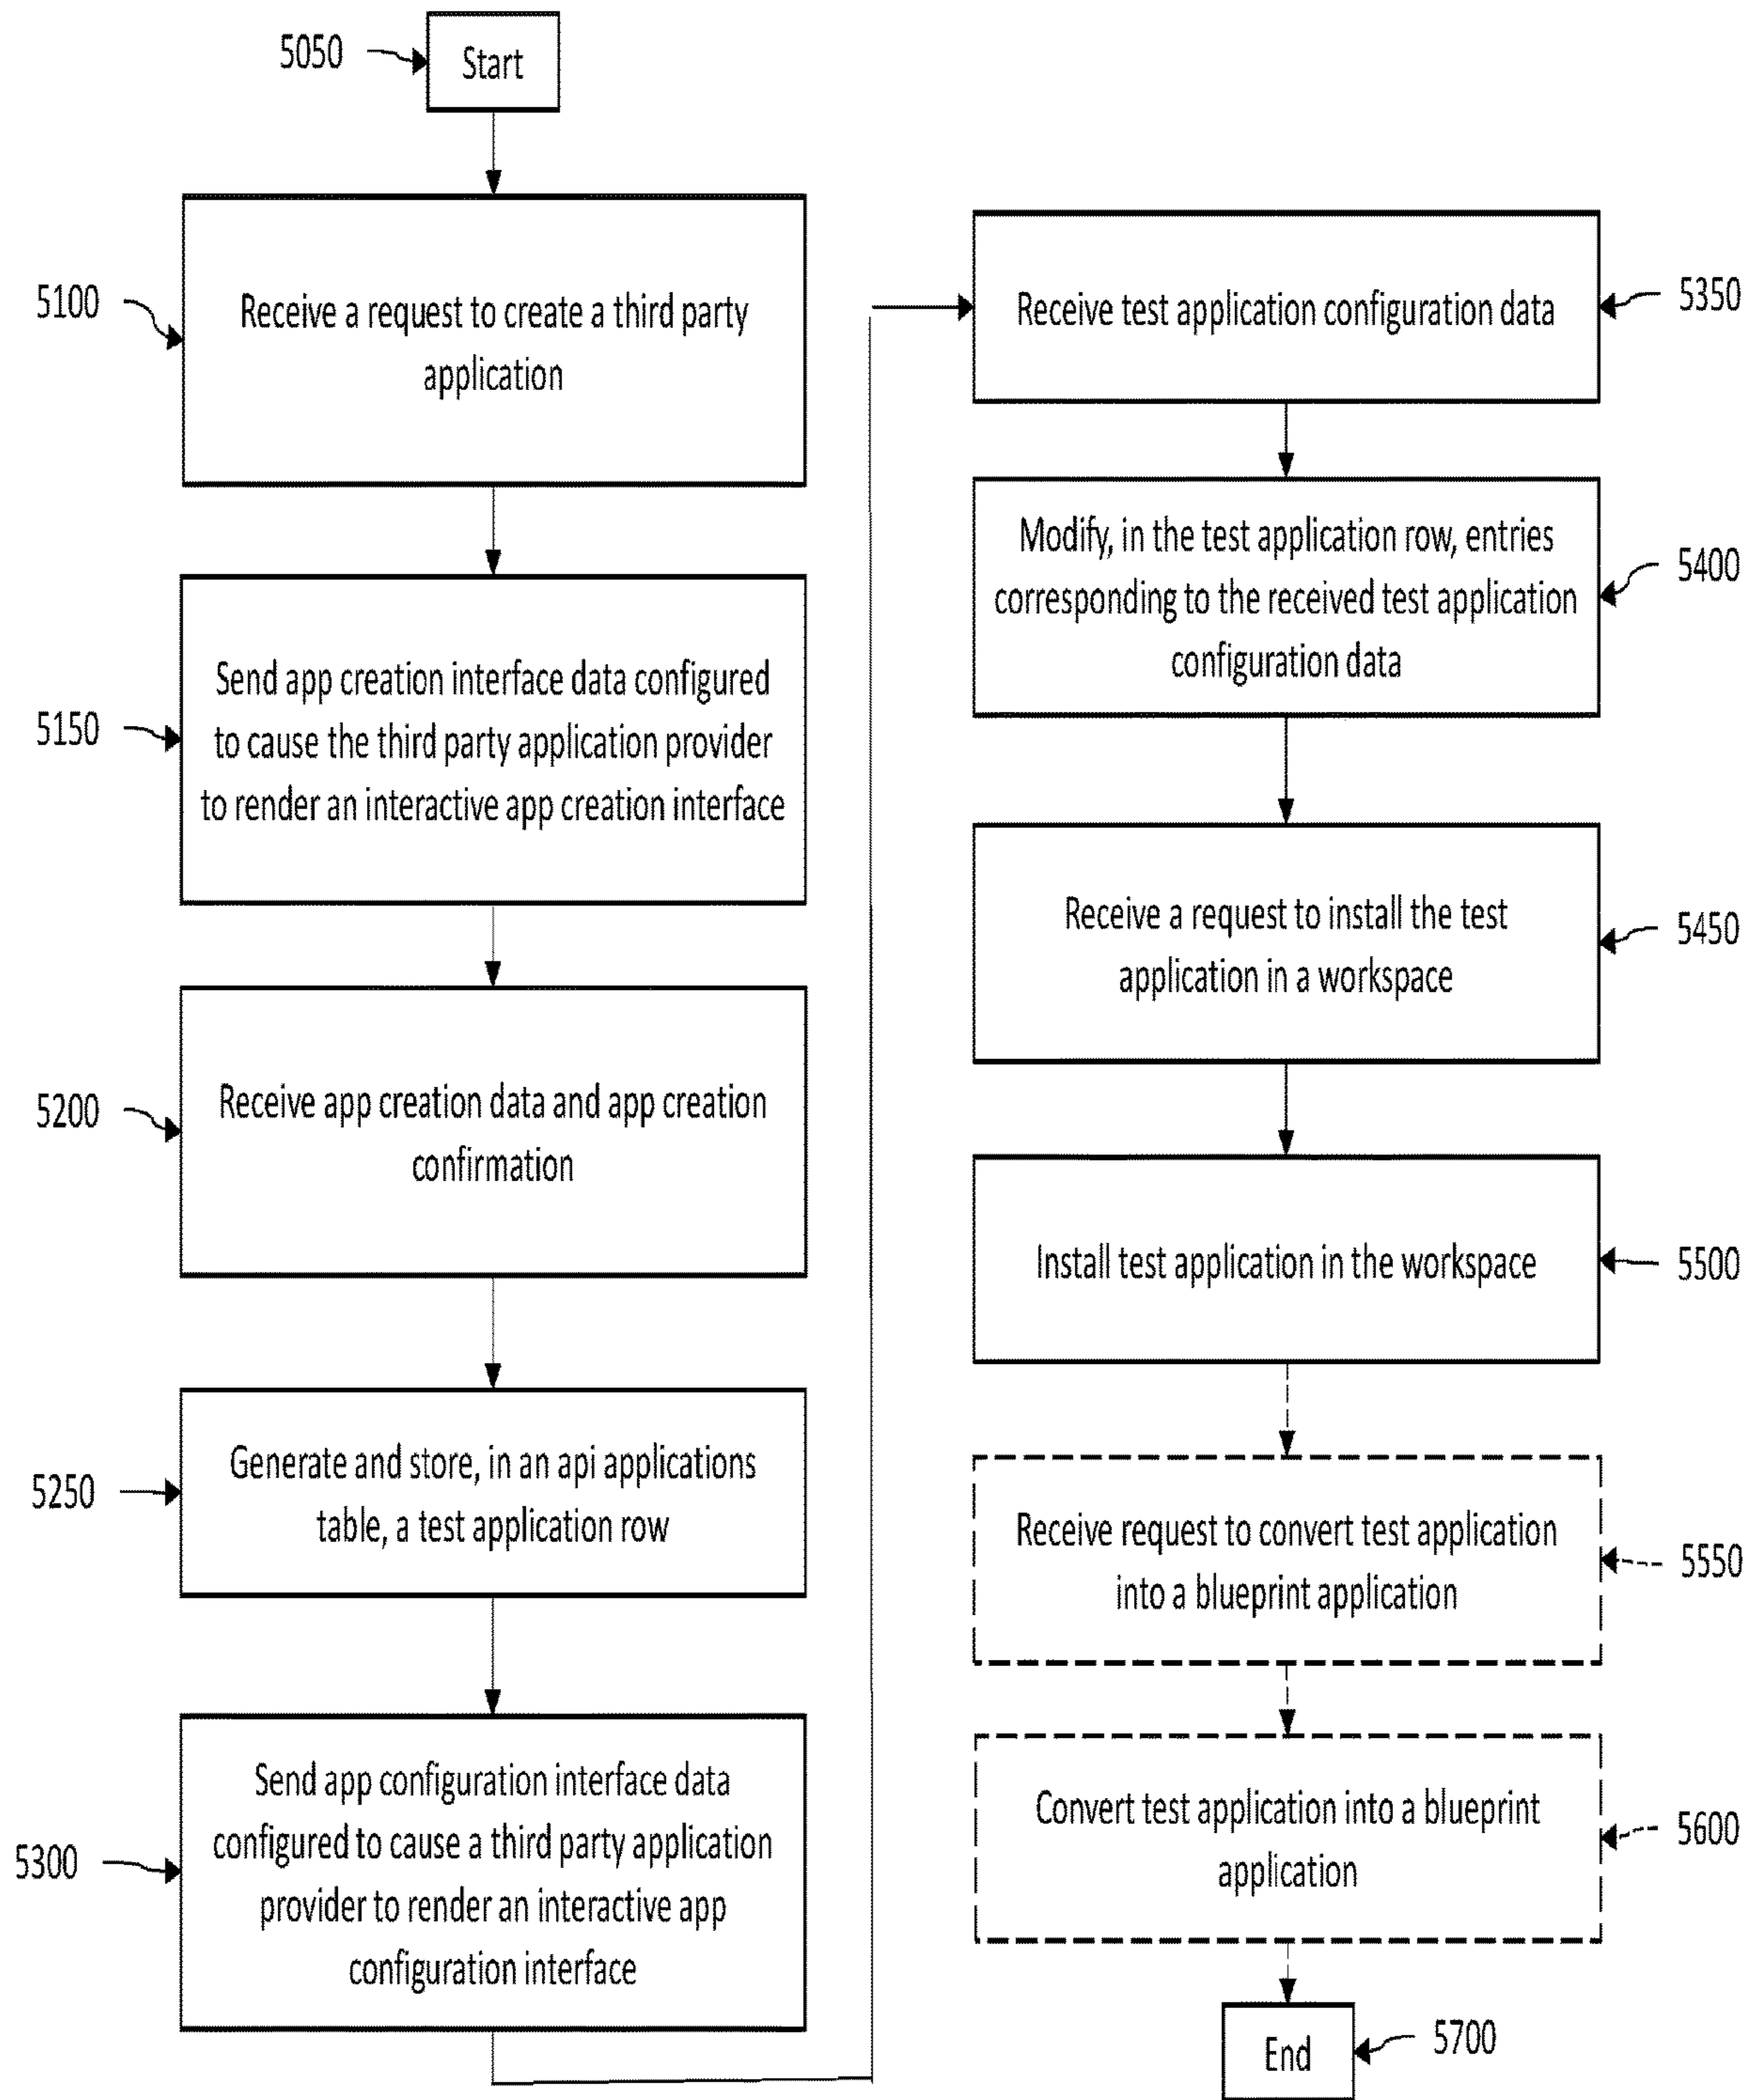 5050
Start
5100
Receive a request to create a third party
application
5150
Send app creation interface data configured
to cause the third party application provider
to render an interactive app creation interface
5200
Receive app creation data and app creation
confirmation
5250
Generate and store, in an api applications
table, a test application row
5300
Send app configuration interface data
configured to cause a third party application
provider to render an interactive app
configuration interface
Receive test application configuration data
5350
Modify, in the test application row, entries
corresponding to the received test application
configuration data
5400
Receive a request to install the test
application in a workspace
5450
Install test application in the workspace
5500
Receive request to convert test application
into a blueprint application
5550
Convert test application into a blueprint
application
5600
End
5700